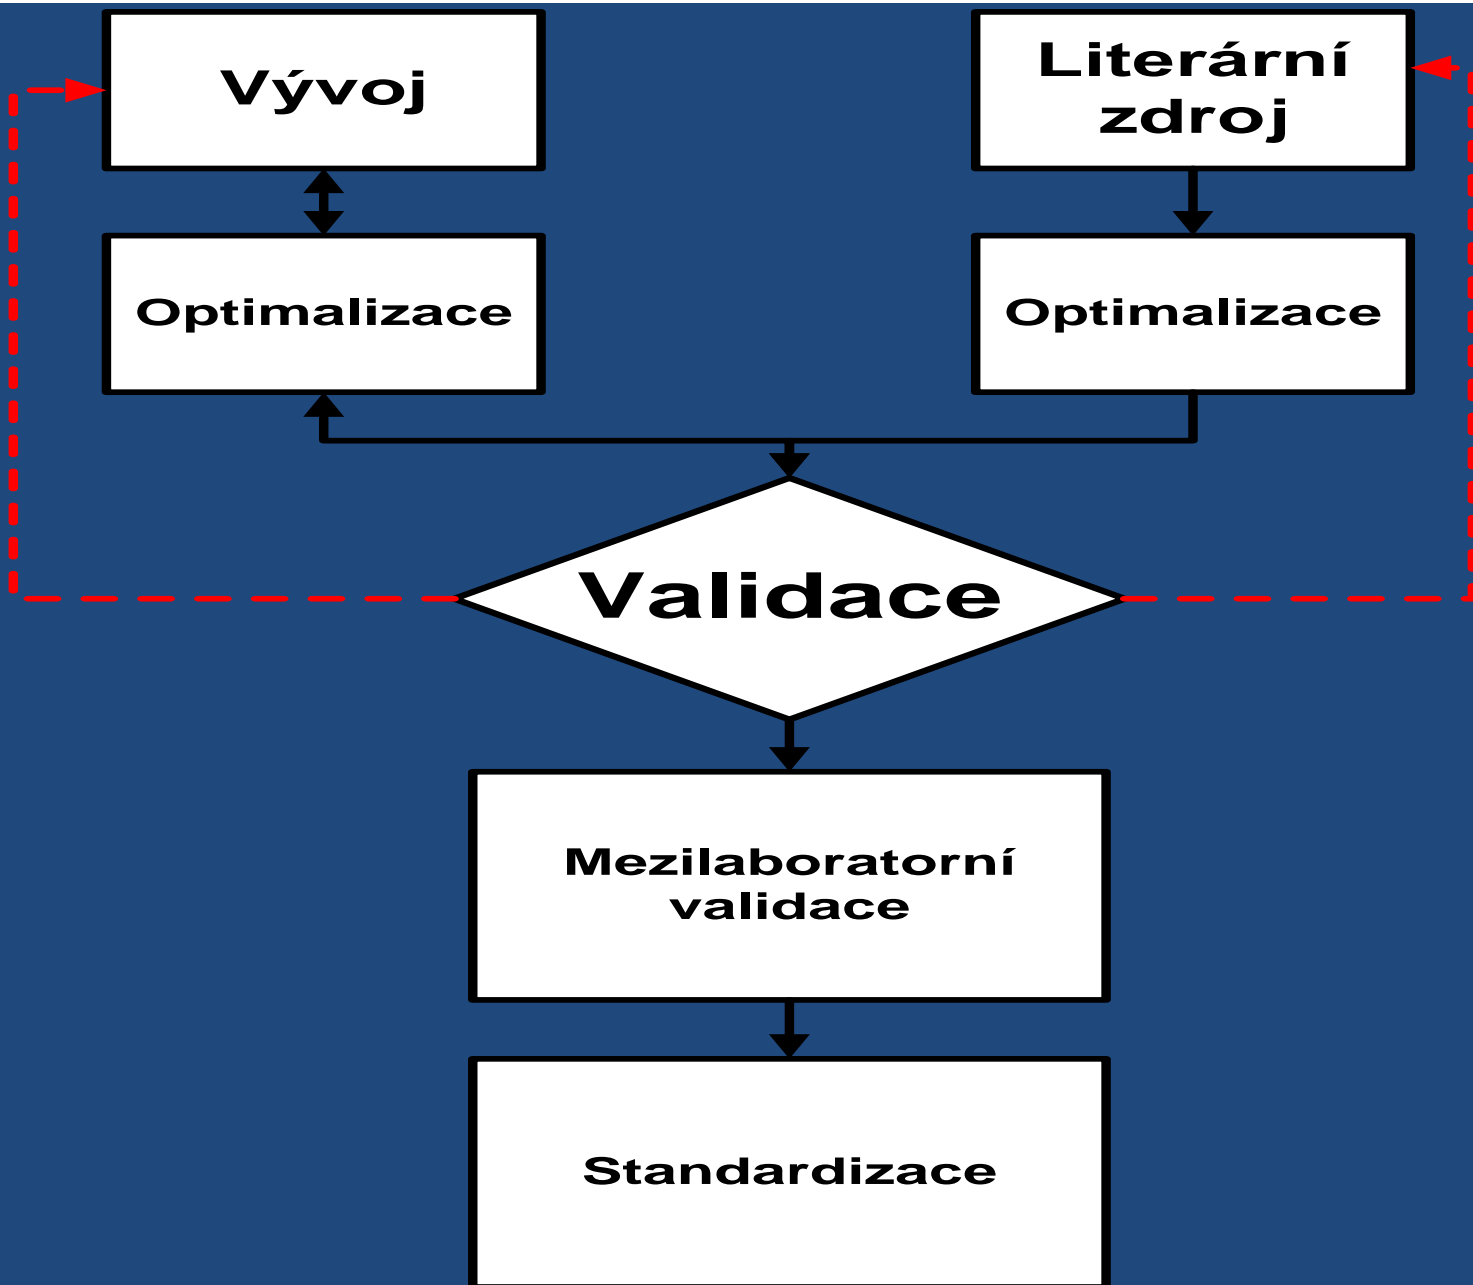 Vývoj
Literární
zdroj
Optimalizace
Optimalizace
Validace
Mezilaboratorní
validace
Standardizace